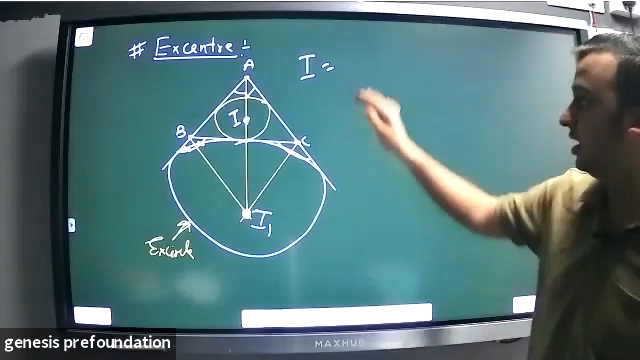 # Excentre :-
A
I =
I
B
C
I₁
Excircle
genesis prefoundation
MAXHUB